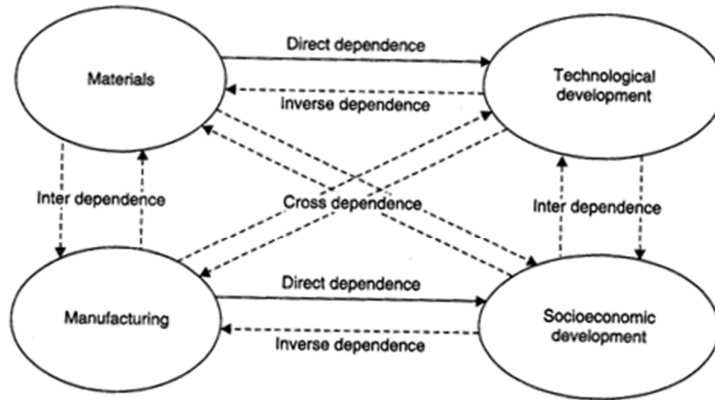 Direct dependence
Materials
Technological
development
Inverse dependence
Inter dependence
Cross dependence
Inter dependence
Direct dependence
Manufacturing
Socioeconomic
development
Inverse dependence